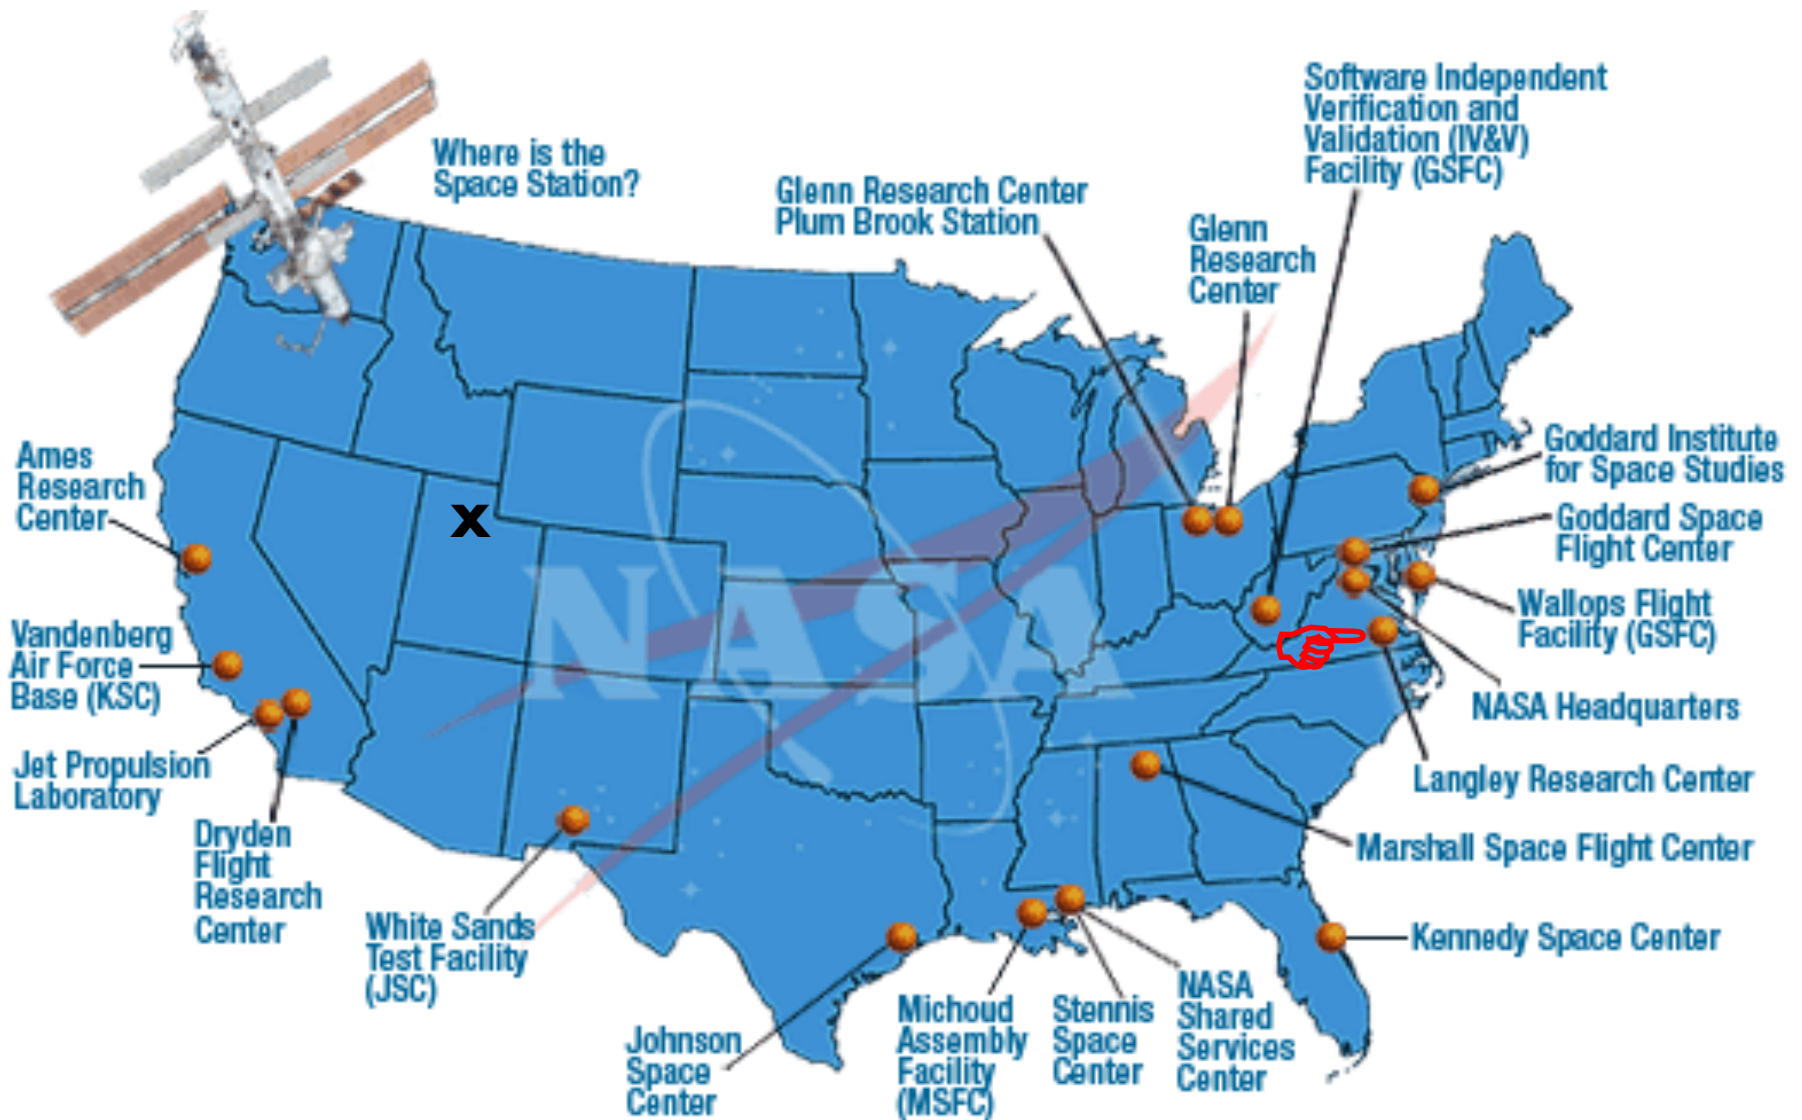 Where is the
Space Station?
Software Independent
Verification and
Validation (IV&V)
Facility (GSFC)
Glenn Research Center
Plum Brook Station
Glenn
Research
Center
Ames
Research
Center
Goddard Institute
for Space Studies
Goddard Space
Flight Center
X
NASA
Wallops Flight
Facility (GSFC)
Vandenberg
Air Force
Base (KSC)
NASA Headquarters
Jet Propulsion
Laboratory
Langley Research Center
Dryden
Flight
Research
Center
Marshall Space Flight Center
White Sands
Test Facility
(JSC)
Kennedy Space Center
Johnson
Space
Center
Michoud
Assembly
Facility
(MSFC)
Stennis
Space
Center
NASA
Shared
Services
Center